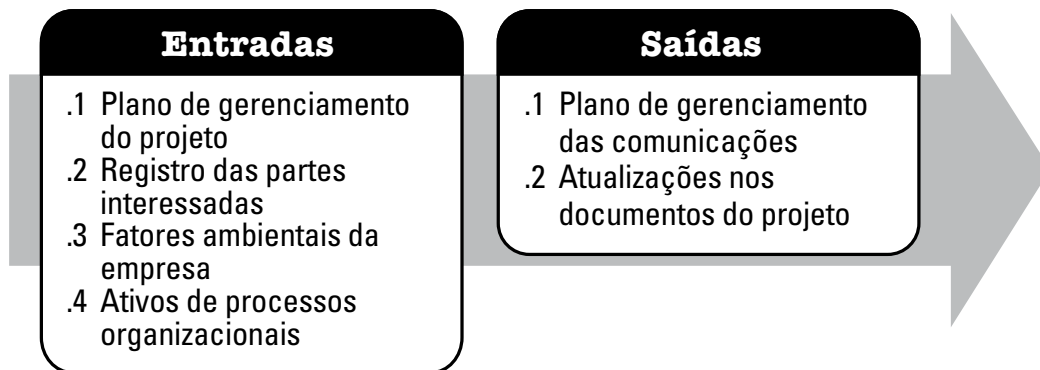 Entradas
.1 Plano de gerenciamento
do projeto
.2 Registro das partes
interessadas
.3 Fatores ambientais da
empresa
.4 Ativos de processos
organizacionais
Saídas
.1 Plano de gerenciamento
das comunicações
.2 Atualizações nos
documentos do projeto